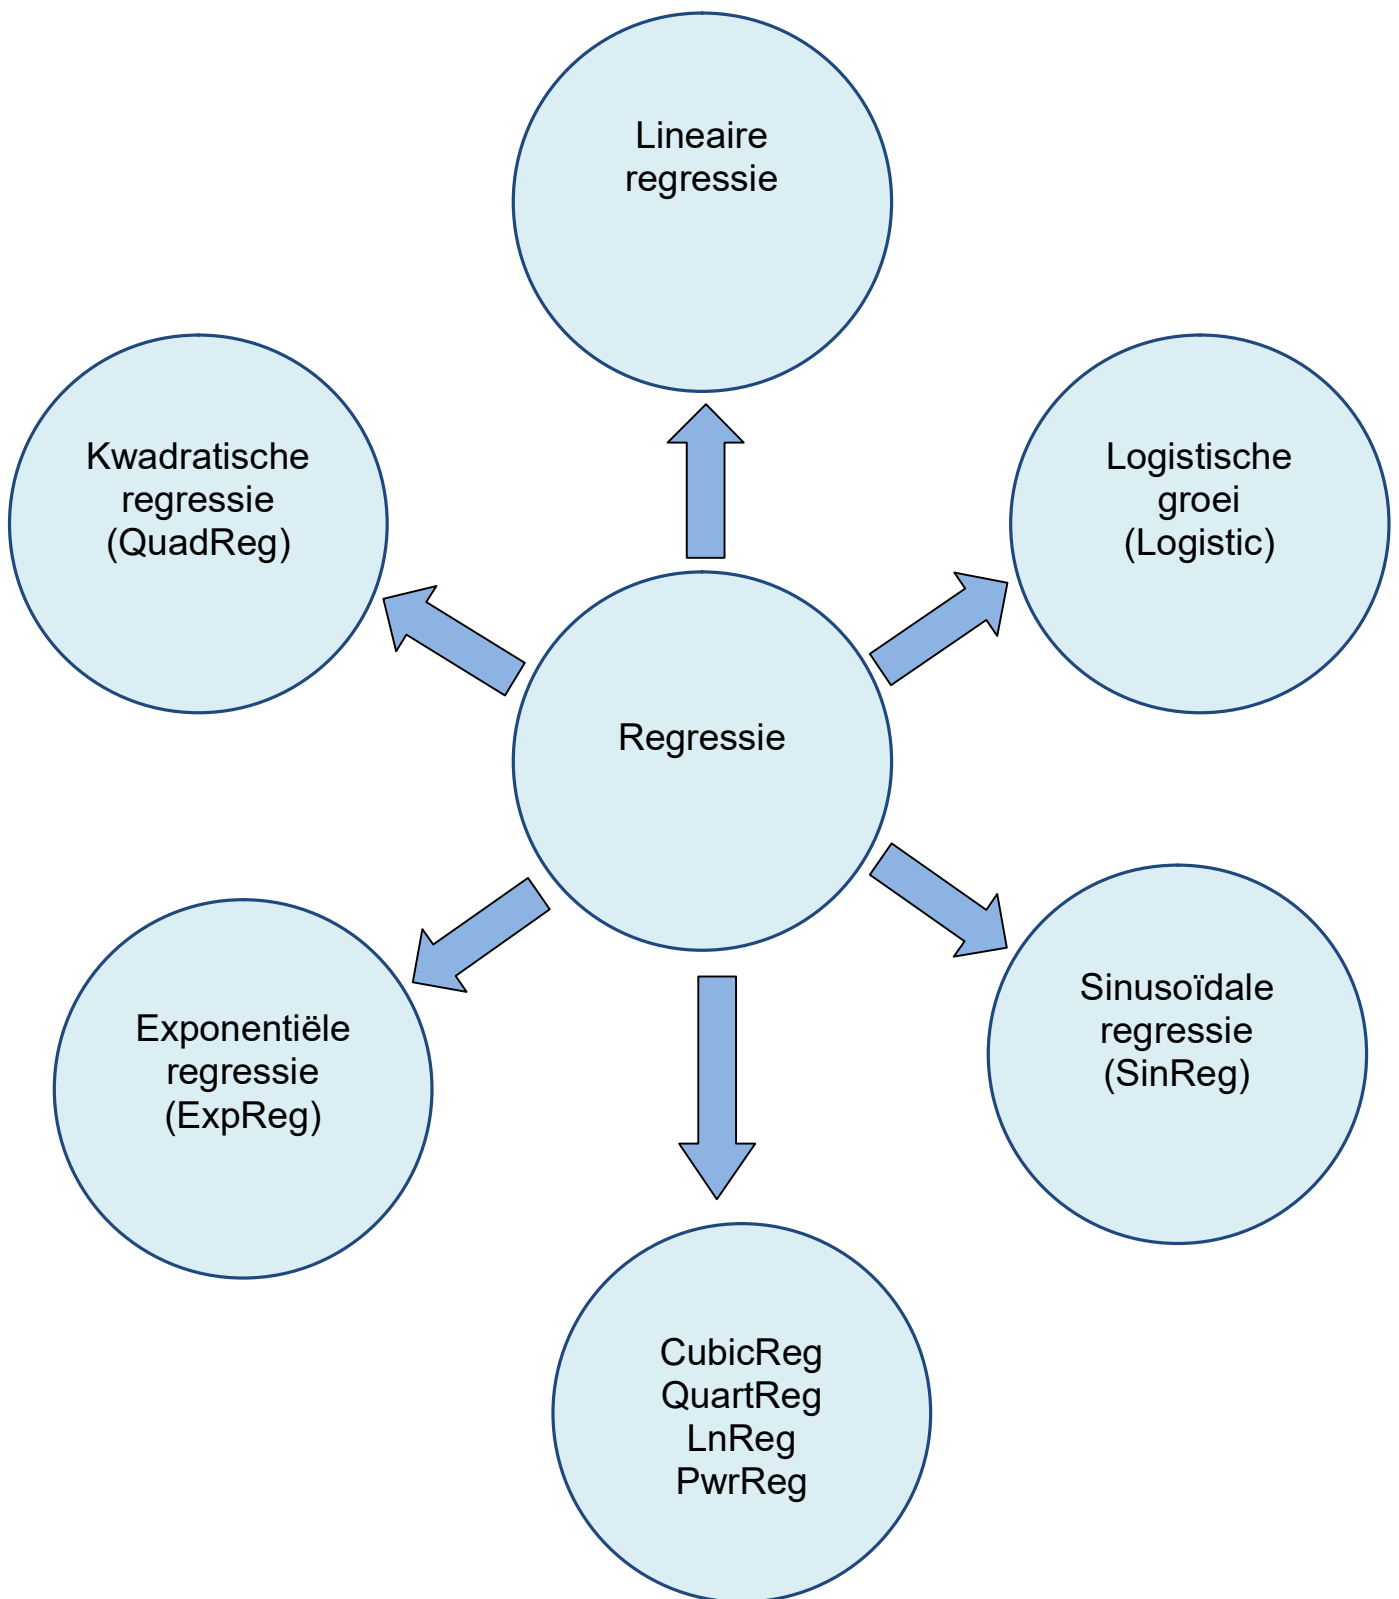 Lineaire
regressie
Kwadratische
regressie
(QuadReg)
Logistische
groei
(Logistic)
Regressie
Exponentiële
regressie
(ExpReg)
Sinusoïdale
regressie
(SinReg)
CubicReg
QuartReg
LnReg
PwrReg